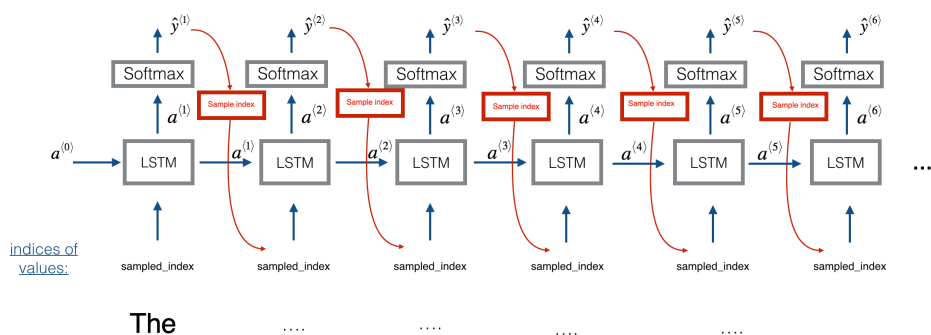 ŷ⟨1⟩ ŷ⟨2⟩ ŷ⟨3⟩ ŷ⟨4⟩ ŷ⟨5⟩ ŷ⟨6⟩
Softmax Softmax Softmax Softmax Softmax Softmax
Sample index Sample index Sample index Sample index Sample index
a⟨1⟩ a⟨2⟩ a⟨3⟩ a⟨4⟩ a⟨5⟩ a⟨6⟩
a⟨0⟩ LSTM a⟨1⟩ LSTM a⟨2⟩ LSTM a⟨3⟩ LSTM a⟨4⟩ LSTM a⟨5⟩ LSTM ...
indices of
values:
sampled_index sampled_index sampled_index sampled_index sampled_index sampled_index
The .... .... .... ....